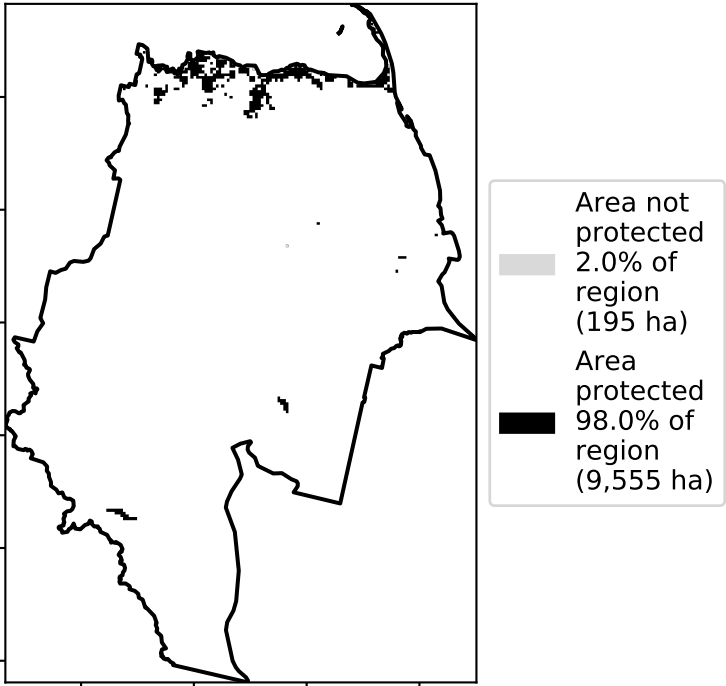 Area not
protected
2.0% of
region
(195 ha)
Area
protected
98.0% of
region
(9,555 ha)